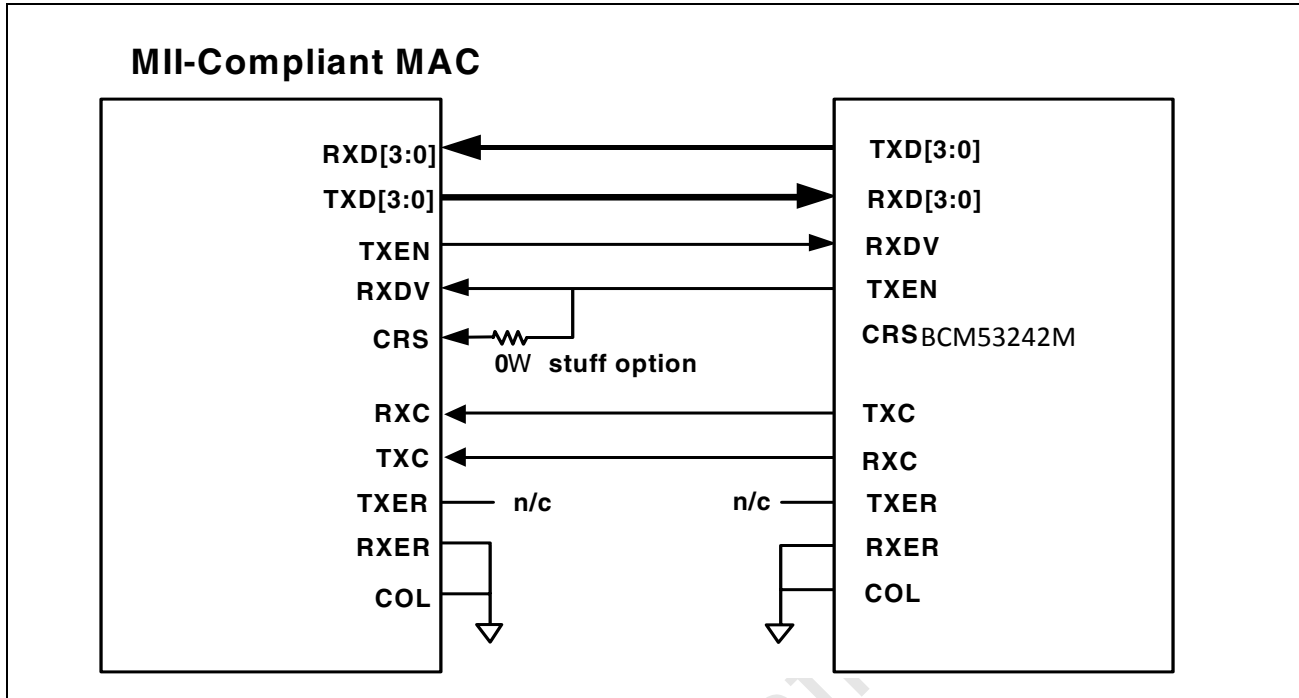 MII-Compliant MAC
RXD[3:0]
TXD[3:0]
TXD[3:0]
RXD[3:0]
TXEN
RXDV
RXDV
TXEN
CRS
CRS BCM53242M
0W stuff option
RXC
TXC
TXC
RXC
TXER
n/c
n/c
TXER
RXER
RXER
COL
COL